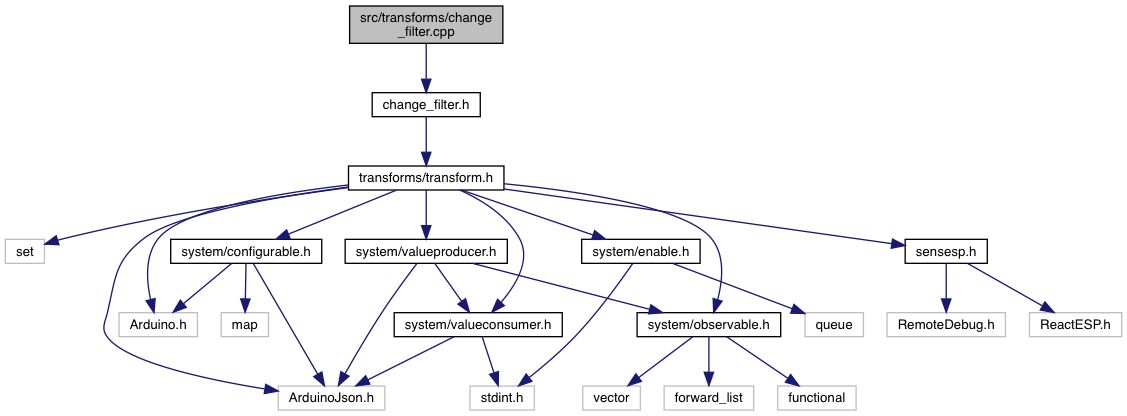 src/transforms/change
_filter.cpp
change_filter.h
transforms/transform.h
set
system/configurable.h
system/valueproducer.h
system/enable.h
sensesp.h
Arduino.h
map
system/valueconsumer.h
system/observable.h
queue
RemoteDebug.h
ReactESP.h
ArduinoJson.h
stdint.h
vector
forward_list
functional